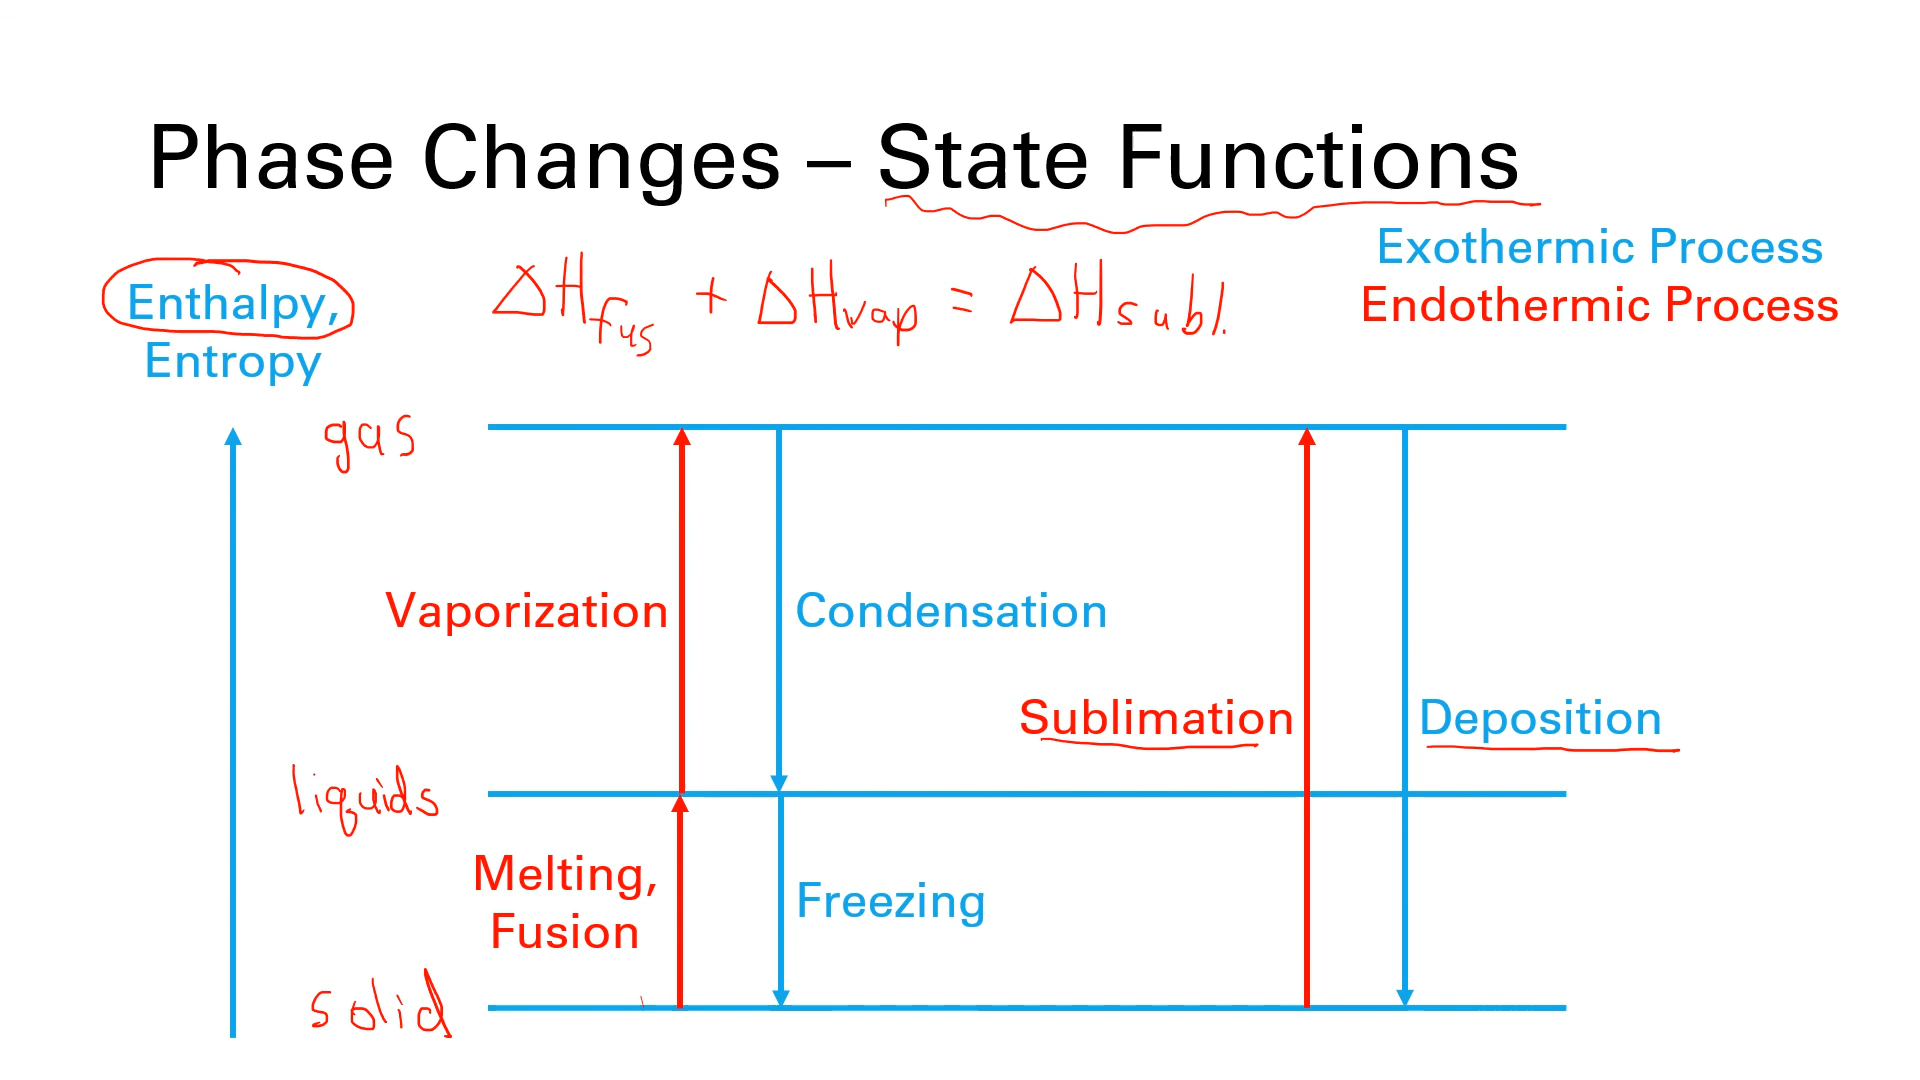 Phase Changes – State Functions
Exothermic Process
Endothermic Process
Enthalpy,
Entropy
ΔHfus + ΔHvap = ΔHsubl.
gas
Vaporization
Condensation
Sublimation
Deposition
liquids
Melting,
Fusion
Freezing
solid